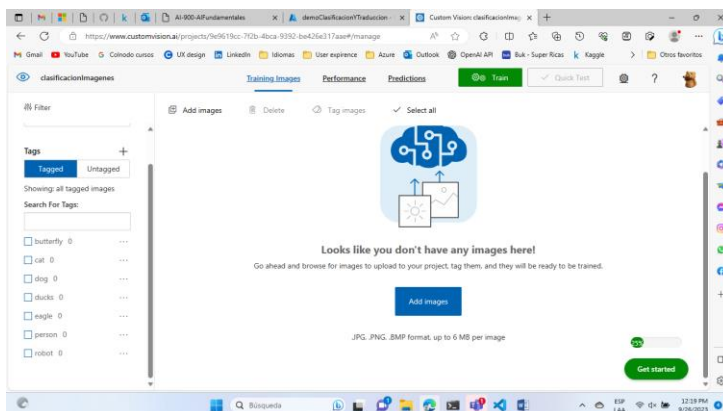 AI-900-AIFundamentales
demoClasificacionYTraduccion -
Custom Vision: clasificacionImag
https://www.customvision.ai/projects/9e9619cc-7f2b-4bca-9392-be426e317aae#/manage
Gmail YouTube G Colnodo cursos UX design LinkedIn Idiomas User expirence Azure Outlook OpenAI API Buk - Super Ricas Kaggle Otros favoritos
clasificacionImagenes Training Images Performance Predictions Train Quick Test ?
Filter
Add images Delete Tag images Select all
Tags
Tagged Untagged
Showing: all tagged images
Search For Tags:
butterfly 0
cat 0
dog 0
ducks 0
eagle 0
person 0
robot 0
Looks like you don't have any images here!
Go ahead and browse for images to upload to your project, tag them, and they will be ready to be trained.
Add images
.JPG, .PNG, .BMP format, up to 6 MB per image
25%
Get started
Búsqueda
ESP
LAA
12:19 PM
9/26/2023